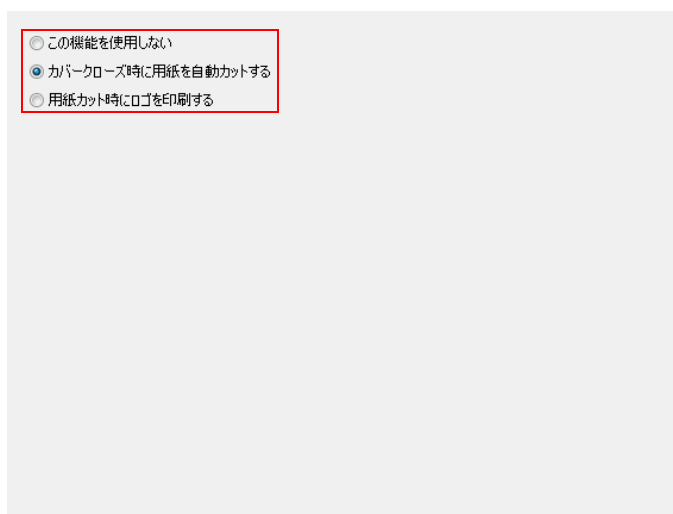 この機能を使用しない
カバークローズ時に用紙を自動カットする
用紙カット時にロゴを印刷する